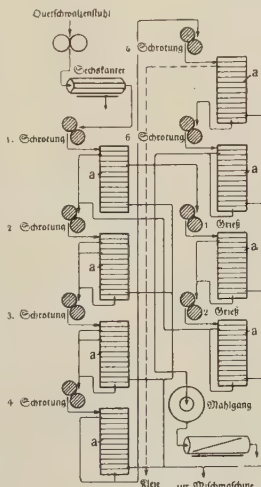 Querschwalzenstuhl
Sechskanter
1. Schrotung
2 Schrotung
3. Schrotung
4 Schrotung
a
a
a
a
5 Schrotung
6 Schrotung
1 Grieß
2 Grieß
a
a
a
a
Mahlgang
Kleie
zur Mischmaschine